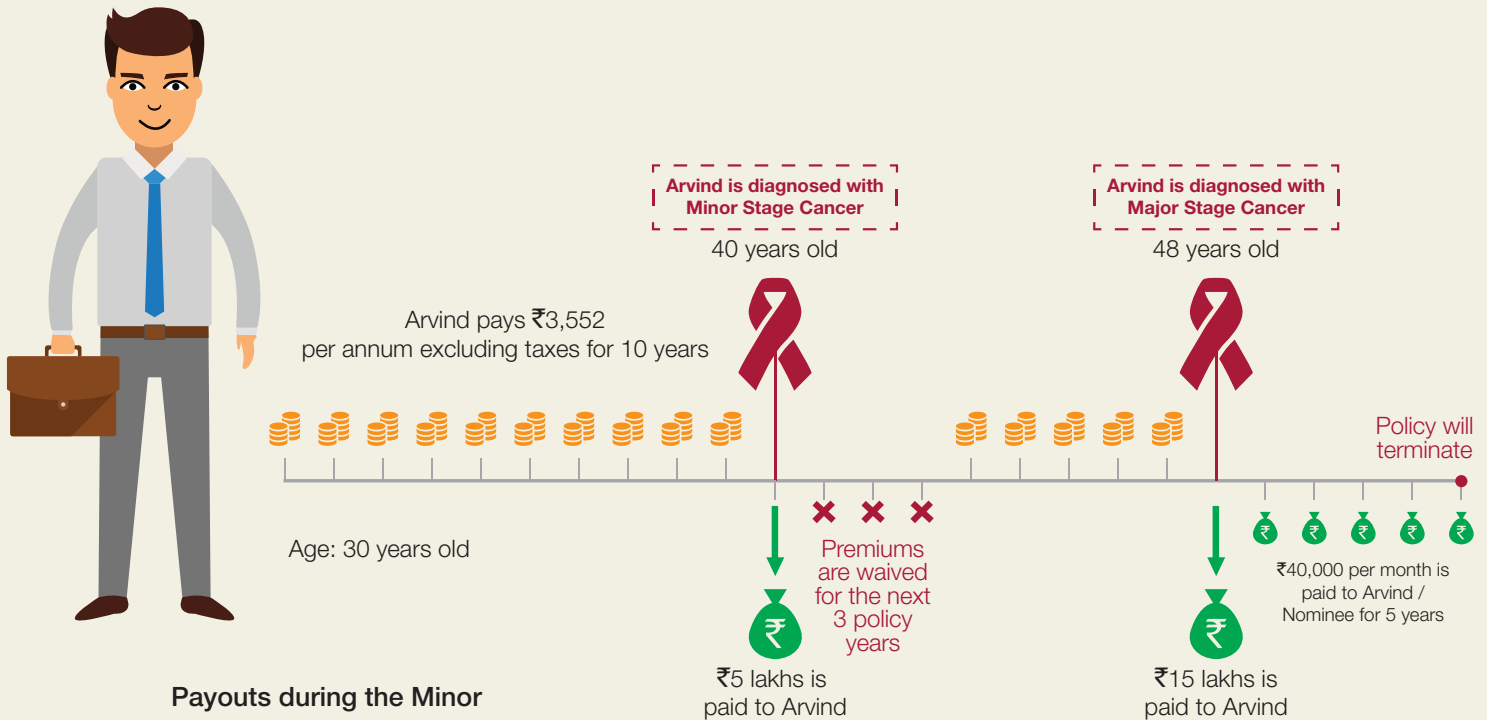 Arvind is diagnosed with
Minor Stage Cancer
40 years old
Arvind is diagnosed with
Major Stage Cancer
48 years old
Arvind pays ₹3,552
per annum excluding taxes for 10 years
Policy will
terminate
Age: 30 years old
Premiums
are waived
for the next
3 policy
years
₹
₹5 lakhs is
paid to Arvind
₹
₹15 lakhs is
paid to Arvind
₹ ₹ ₹ ₹ ₹
₹40,000 per month is
paid to Arvind /
Nominee for 5 years
Payouts during the Minor